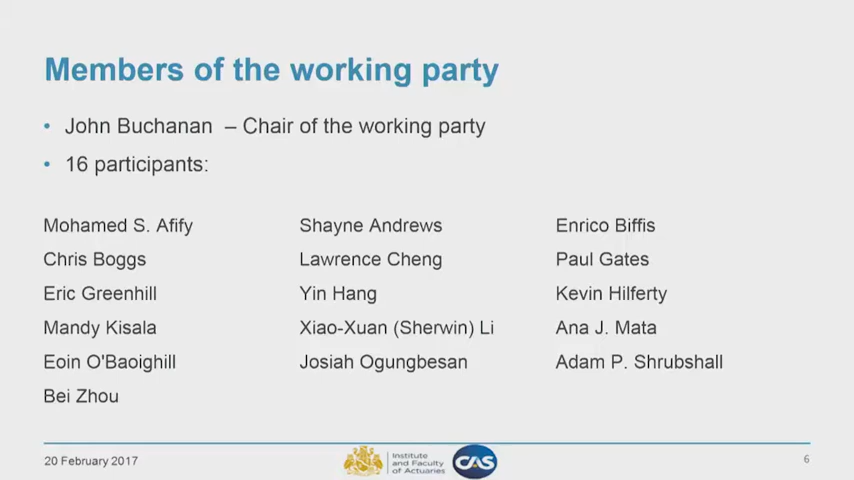 Members of the working party
• John Buchanan – Chair of the working party
• 16 participants:
Mohamed S. Afify Shayne Andrews Enrico Biffis
Chris Boggs Lawrence Cheng Paul Gates
Eric Greenhill Yin Hang Kevin Hilferty
Mandy Kisala Xiao-Xuan (Sherwin) Li Ana J. Mata
Eoin O'Baoighill Josiah Ogungbesan Adam P. Shrubshall
Bei Zhou
20 February 2017
Institute
and Faculty
of Actuaries
CAS
6